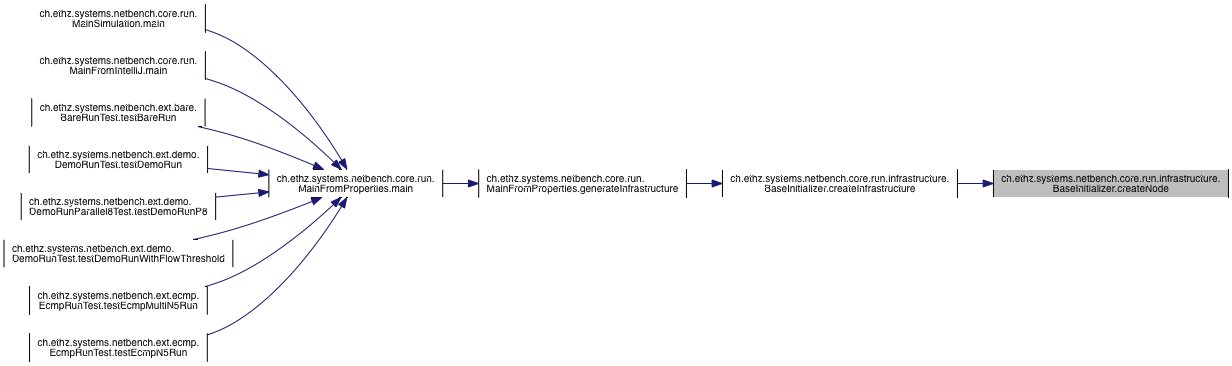 ch.ethz.systems.netbench.core.run.
MainSimulation.main
ch.ethz.systems.netbench.core.run.
MainFromIntelliJ.main
ch.ethz.systems.netbench.ext.bare.
BareRunTest.testBareRun
ch.ethz.systems.netbench.ext.demo.
DemoRunTest.testDemoRun
ch.ethz.systems.netbench.ext.demo.
DemoRunParallel8Test.testDemoRunP8
ch.ethz.systems.netbench.ext.demo.
DemoRunTest.testDemoRunWithFlowThreshold
ch.ethz.systems.netbench.ext.ecmp.
EcmpRunTest.testEcmpMultiN5Run
ch.ethz.systems.netbench.ext.ecmp.
EcmpRunTest.testEcmpN5Run
ch.ethz.systems.netbench.core.run.
MainFromProperties.main
ch.ethz.systems.netbench.core.run.
MainFromProperties.generateInfrastructure
ch.ethz.systems.netbench.core.run.infrastructure.
BaseInitializer.createInfrastructure
ch.ethz.systems.netbench.core.run.infrastructure.
BaseInitializer.createNode